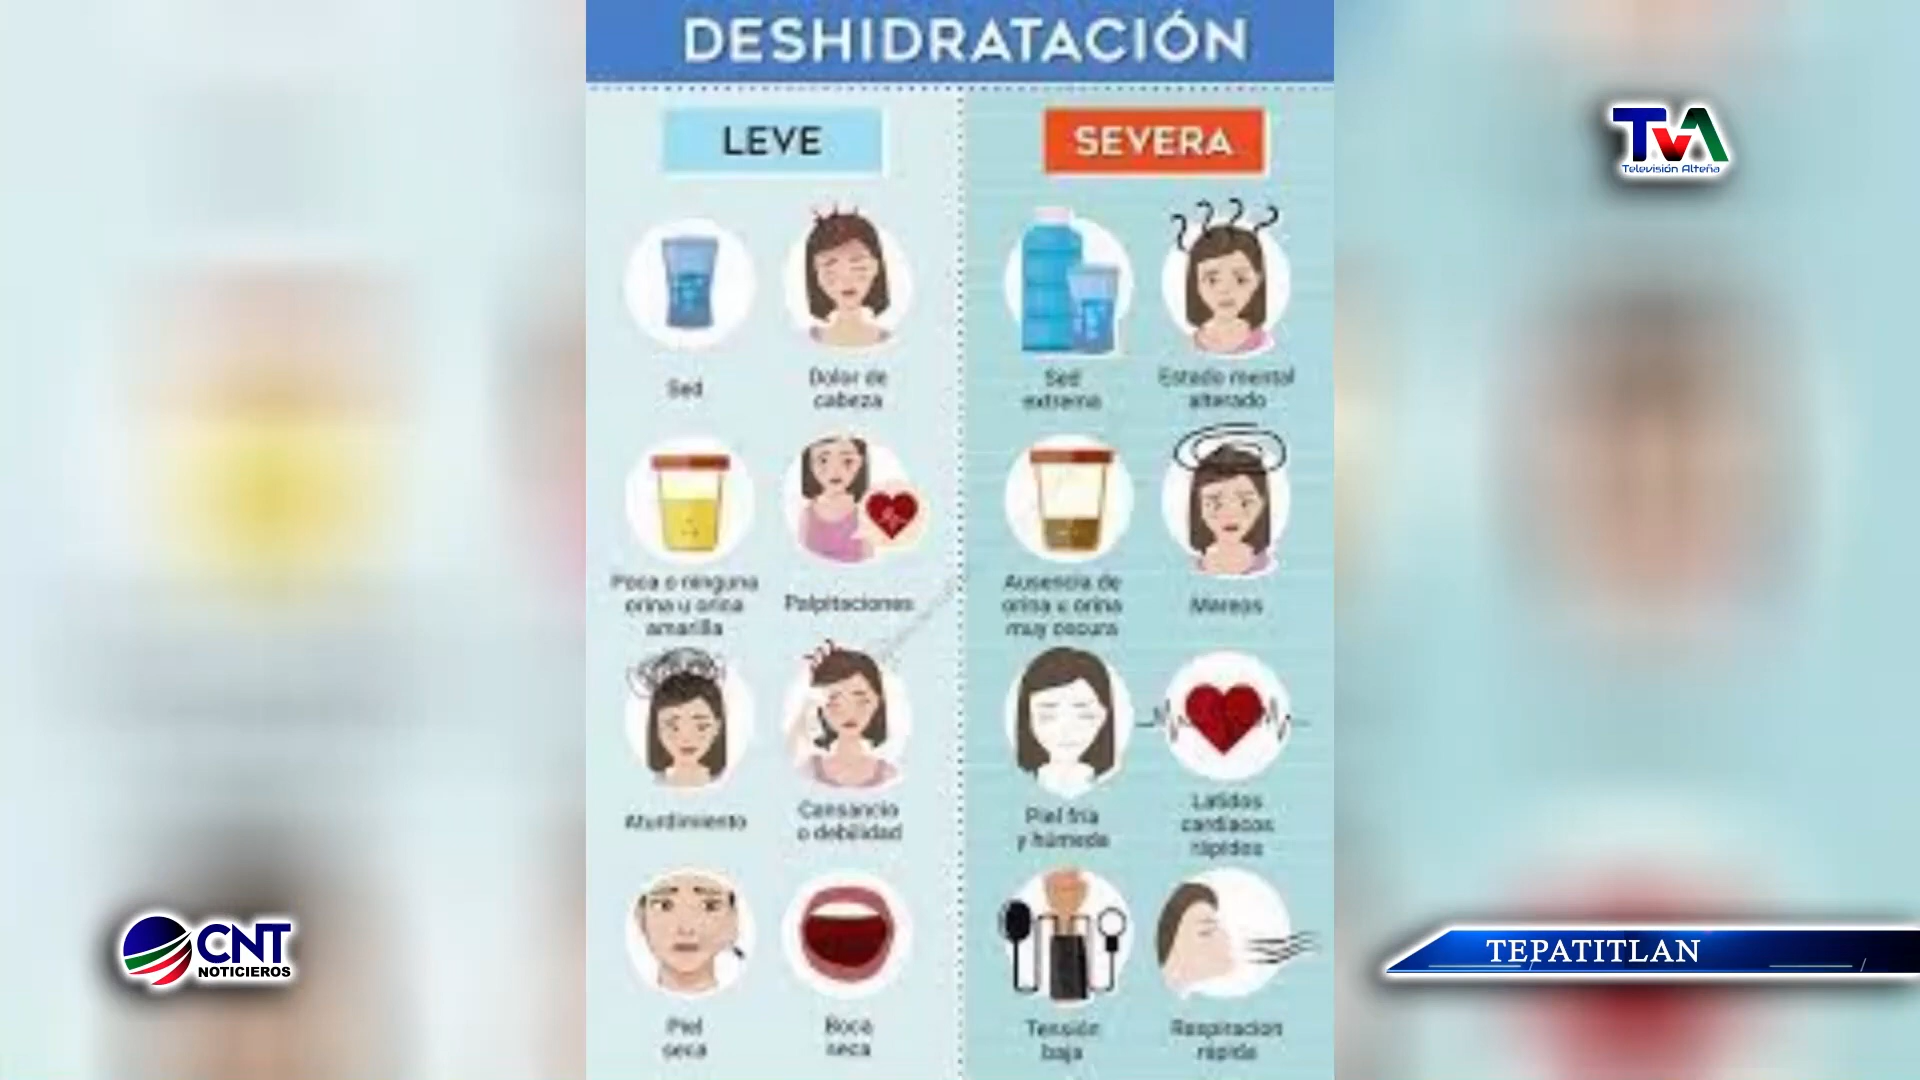 DESHIDRATACIÓN
LEVE
SEVERA
TvA
Televisión Alteña
Sed
Dolor de
cabeza
Sed
extrema
Estado mental
alterado
Poca o ninguna
orina u orina
amarilla
Palpitaciones
Ausencia de
orina u orina
muy oscura
Mareos
Aturdimiento
Cansancio
o debilidad
Piel fría
y húmeda
Latidos
cardíacos
rápidos
Piel
seca
Boca
seca
Tensión
baja
Respiración
rápida
CNT
NOTICIEROS
TEPATITLAN